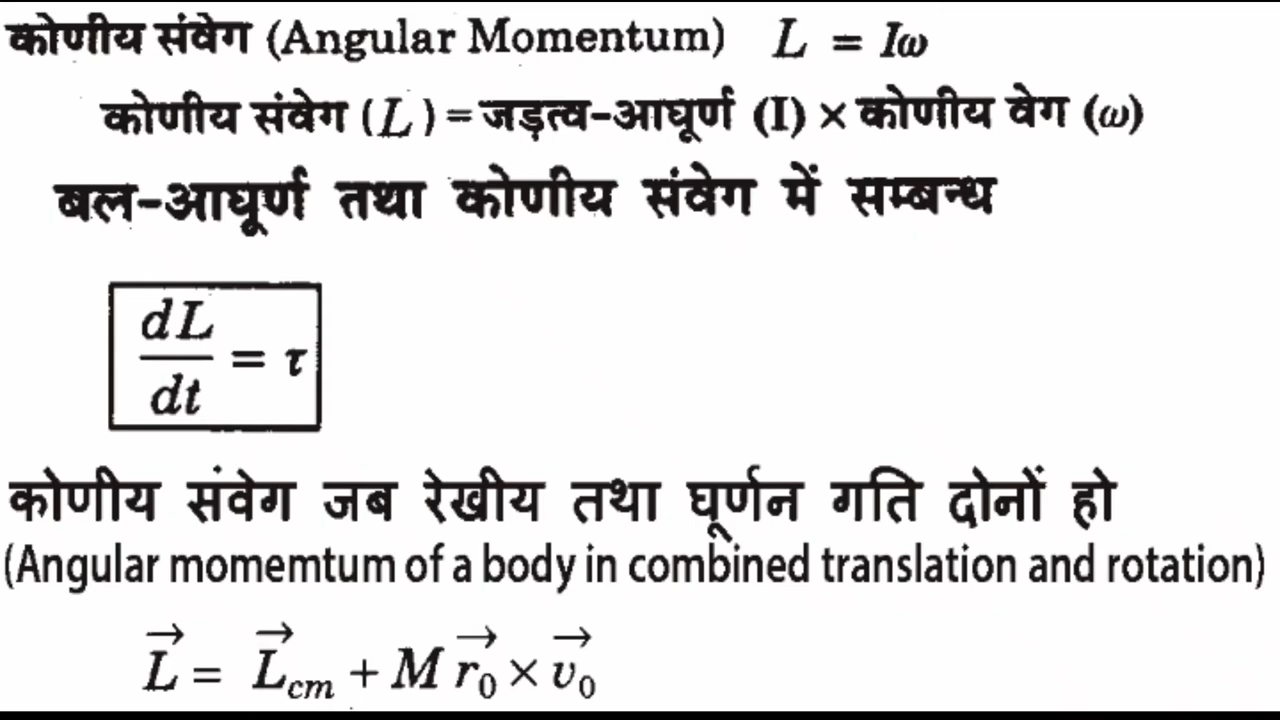 कोणीय संवेग (Angular Momentum) L = Iω
कोणीय संवेग (L) = जड़त्व-आघूर्ण (I) × कोणीय वेग (ω)
बल-आघूर्ण तथा कोणीय संवेग में सम्बन्ध
dL/dt = τ
कोणीय संवेग जब रेखीय तथा घूर्णन गति दोनों हो
(Angular momemtum of a body in combined translation and rotation)
L⃗ = L⃗cm + M r⃗₀ × v⃗₀